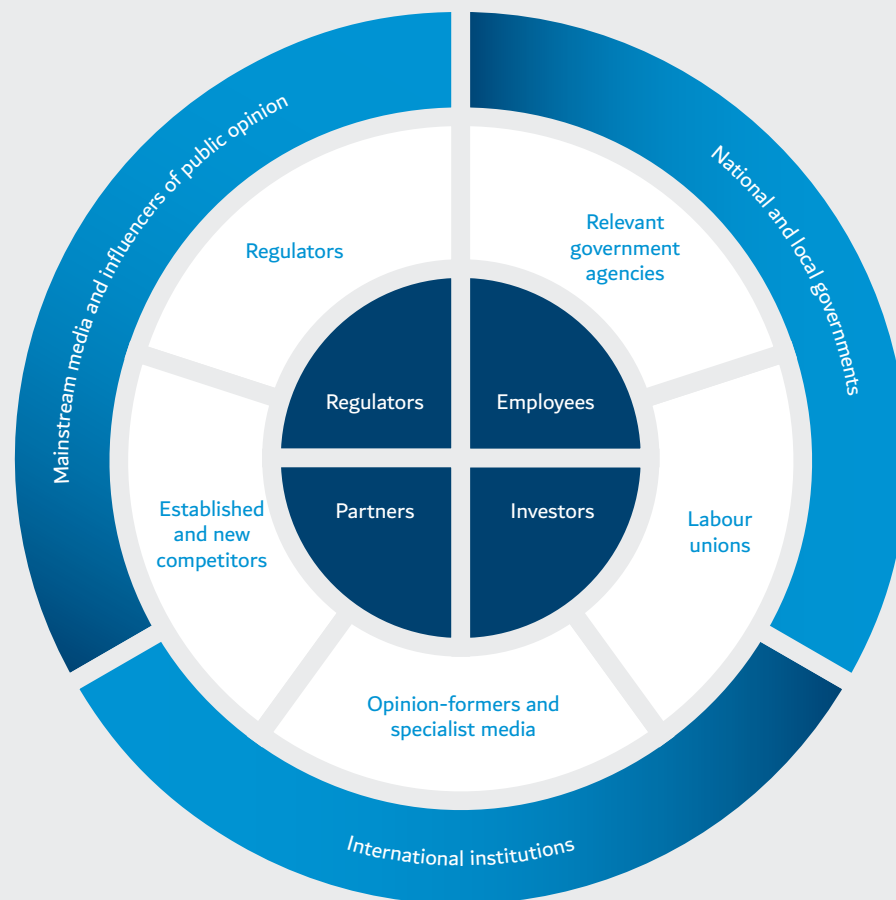 Mainstream media and influencers of public opinion
National and local governments
International institutions
Regulators
Relevant
government
agencies
Established
and new
competitors
Labour
unions
Opinion-formers and
specialist media
Regulators
Employees
Partners
Investors